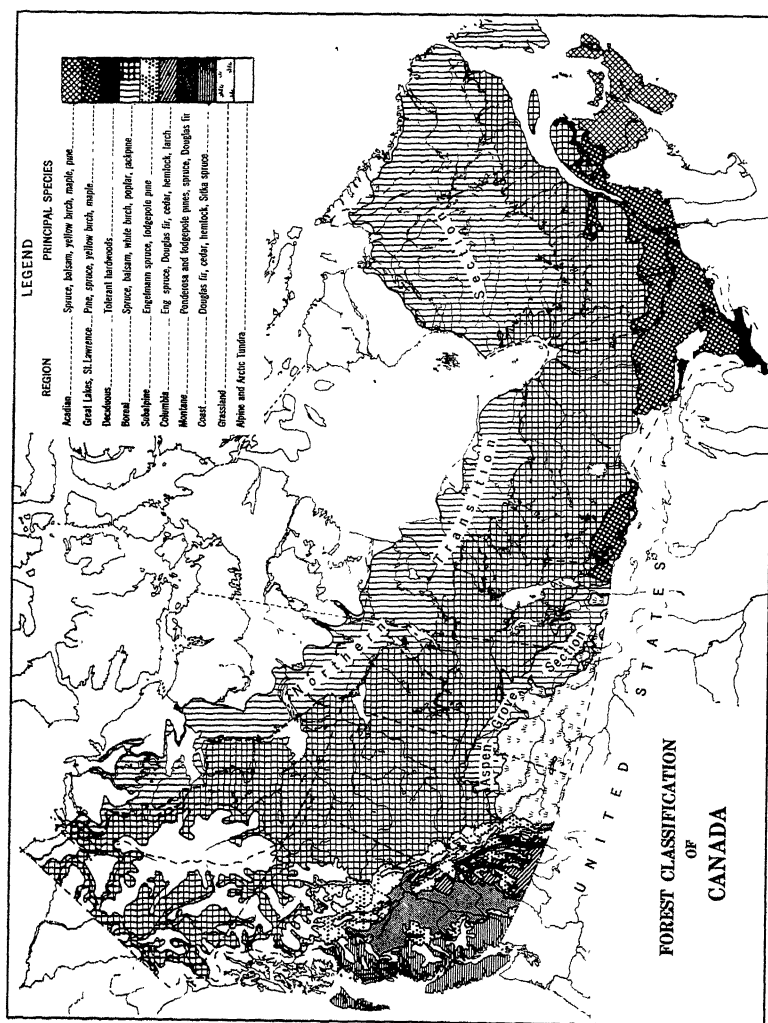 LEGEND
REGION PRINCIPAL SPECIES
Acadian Spruce, balsam, yellow birch, maple, pine
Great Lakes, St. Lawrence Pine, spruce, yellow birch, maple
Deciduous Tolerant hardwoods
Boreal Spruce, balsam, white birch, poplar, jackpine
Subalpine Engelmann spruce, lodgepole pine
Columbia Eng spruce, Douglas fir, cedar, hemlock, larch
Montane Ponderosa and lodgepole pines, spruce, Douglas fir
Coast Douglas fir, cedar, hemlock, Sitka spruce
Grassland
Alpine and Arctic Tundra
Northern Transition Section
Aspen Grove Section
UNITED STATES
FOREST CLASSIFICATION
OF
CANADA